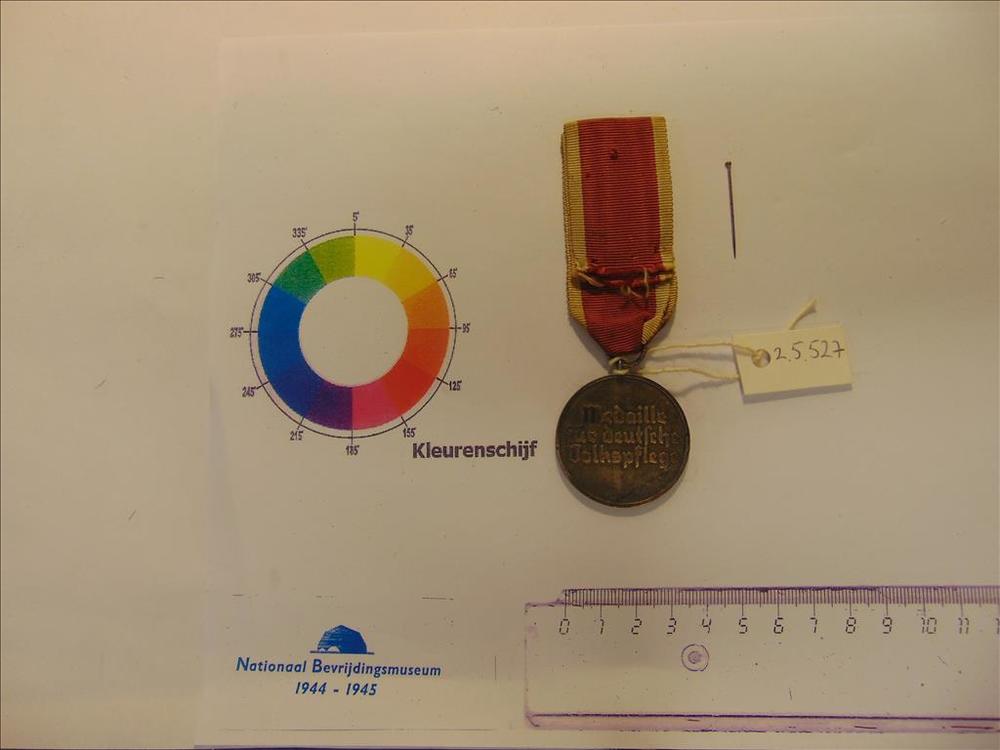 5'
35'
65'
95'
125'
155'
185'
215'
245'
275'
305'
335'
Kleurenschijf
Medaille
für deutsche
Volkspflege
2.5.527
Nationaal Bevrijdingsmuseum
1944 - 1945
0 1 2 3 4 5 6 7 8 9 10 11